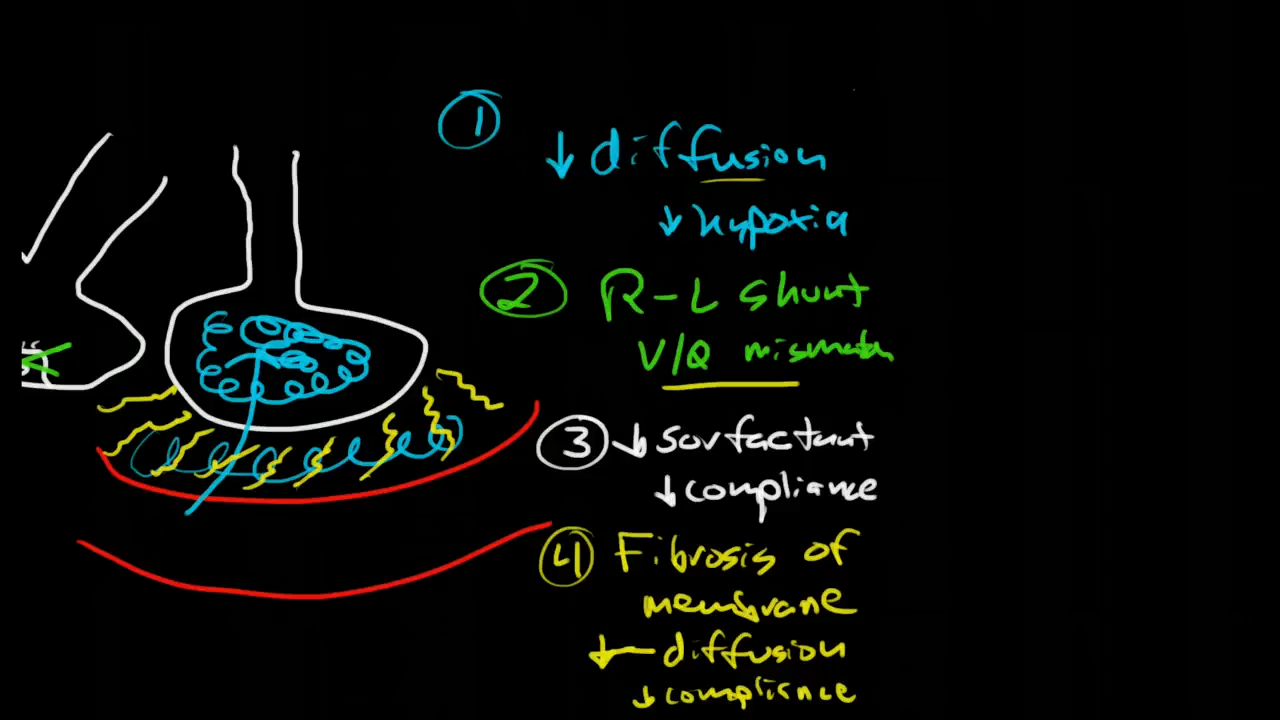 ① ↓ diffusion
↓ hypoxia
② R-L shunt
V/Q mismatch
③ ↓ surfactant
↓ compliance
④ Fibrosis of
membrane
↓ diffusion
↓ compliance